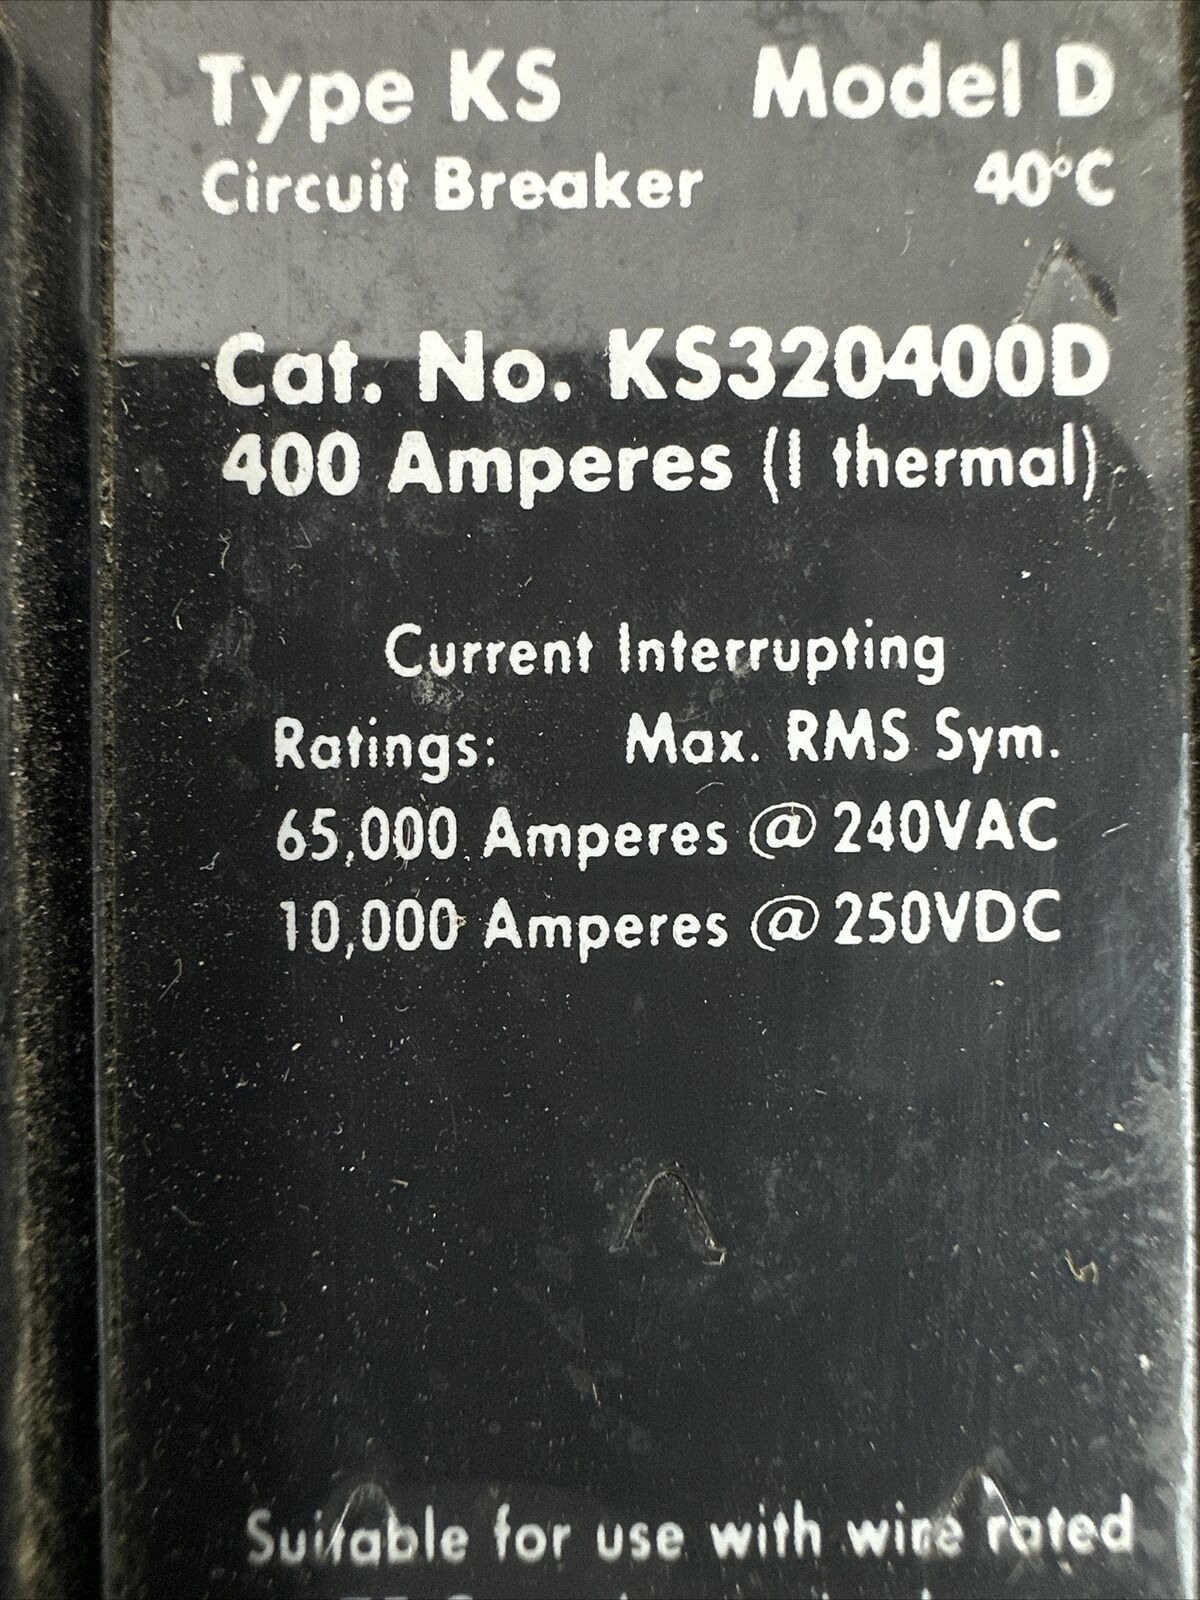 Type KS Model D
Circuit Breaker 40°C
Cat. No. KS320400D
400 Amperes (I thermal)
Current Interrupting
Ratings: Max. RMS Sym.
65,000 Amperes @ 240VAC
10,000 Amperes @ 250VDC
Suitable for use with wire rated